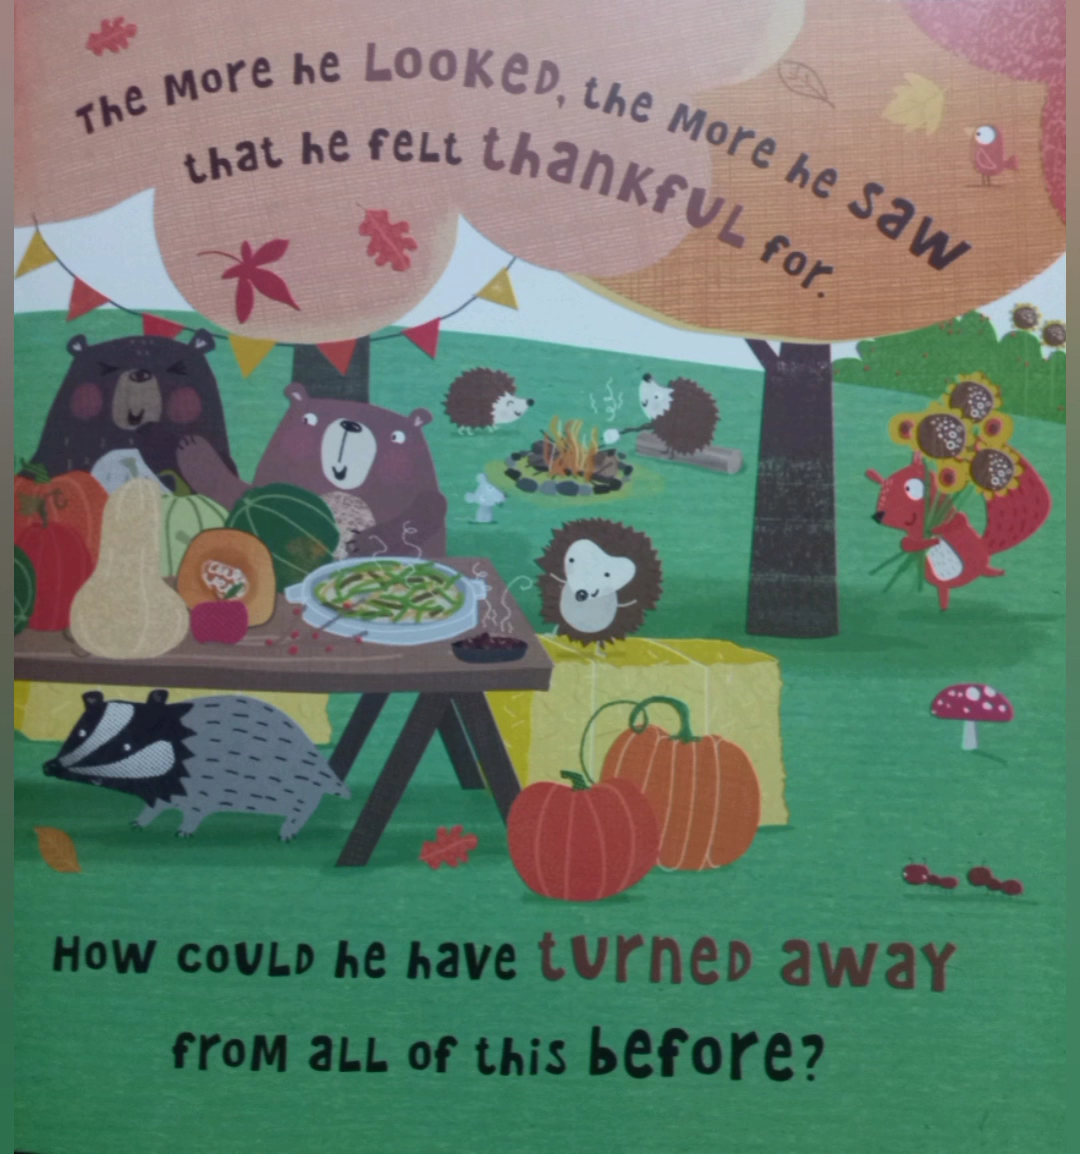 The More he LOOKED, the More he SAW
that he felt thankful for.
How could he have turned away
from all of this before?